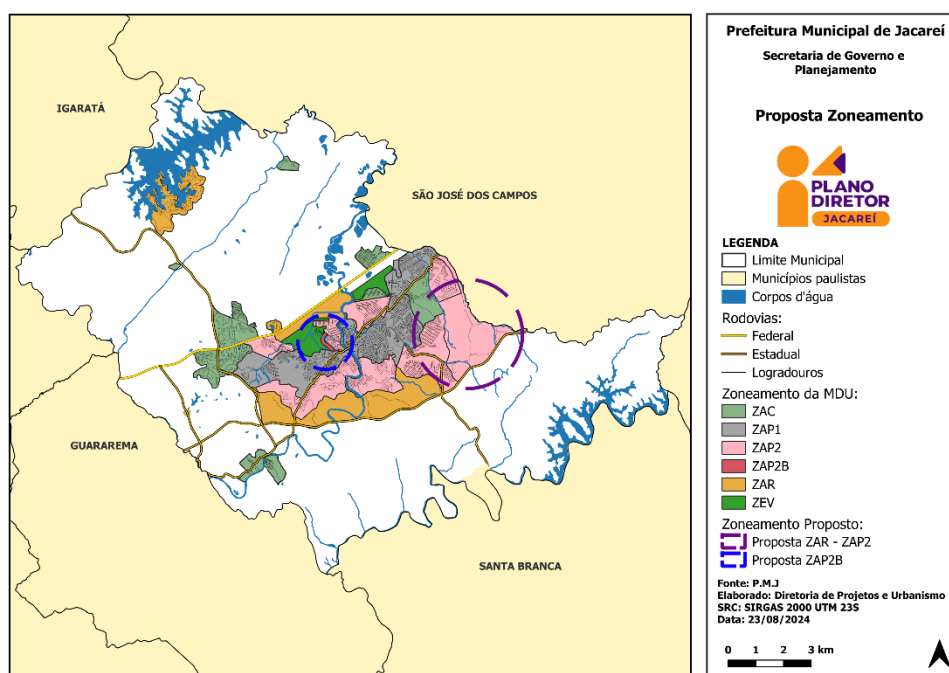 IGARATÁ
SÃO JOSÉ DOS CAMPOS
GUARAREMA
SANTA BRANCA
Prefeitura Municipal de Jacareí
Secretaria de Governo e
Planejamento
Proposta Zoneamento
PLANO
DIRETOR
JACAREÍ
LEGENDA
Limite Municipal
Municípios paulistas
Corpos d'água
Rodovias:
Federal
Estadual
Logradouros
Zoneamento da MDU:
ZAC
ZAP1
ZAP2
ZAP2B
ZAR
ZEV
Zoneamento Proposto:
Proposta ZAR - ZAP2
Proposta ZAP2B
Fonte: P.M.J
Elaborado: Diretoria de Projetos e Urbanismo
SRC: SIRGAS 2000 UTM 23S
Data: 23/08/2024
0 1 2 3 km